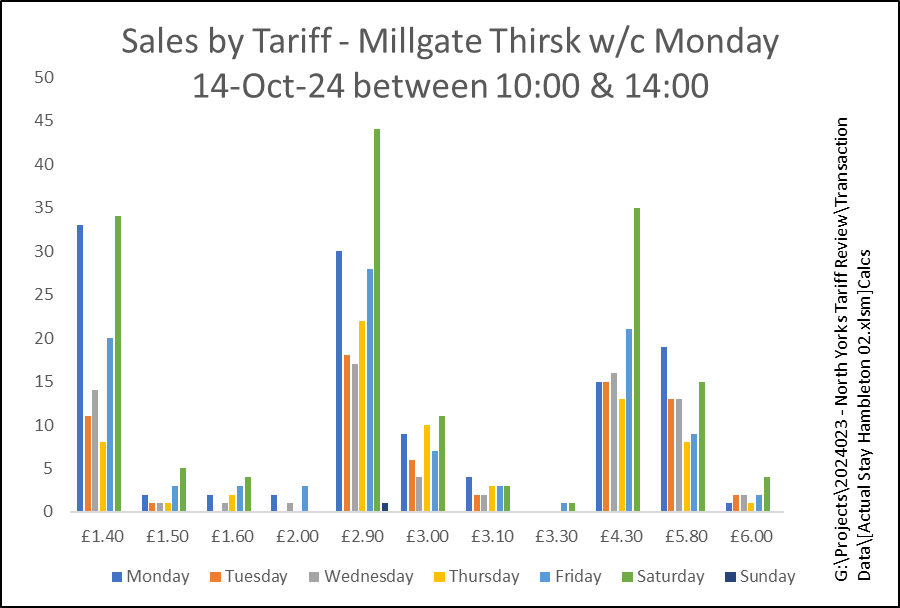 Sales by Tariff - Millgate Thirsk w/c Monday
14-Oct-24 between 10:00 & 14:00
50
45
40
35
30
25
20
15
10
5
0
£1.40 £1.50 £1.60 £2.00 £2.90 £3.00 £3.10 £3.30 £4.30 £5.80 £6.00
Monday Tuesday Wednesday Thursday Friday Saturday Sunday
G:\Projects\2024023 - North Yorks Tariff Review\Transaction
Data\[Actual Stay Hambleton 02.xlsm]Calcs